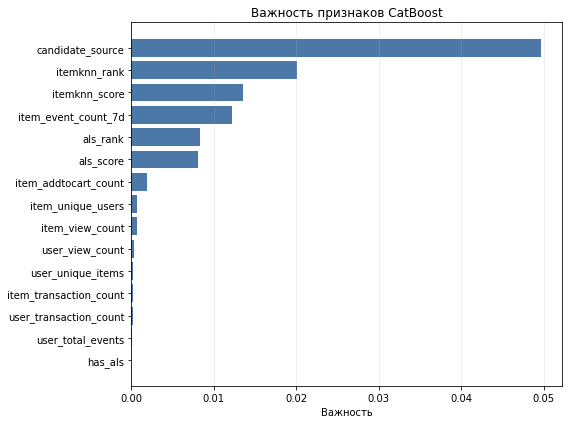 Важность признаков CatBoost
candidate_source
itemknn_rank
itemknn_score
item_event_count_7d
als_rank
als_score
item_addtocart_count
item_unique_users
item_view_count
user_view_count
user_unique_items
item_transaction_count
user_transaction_count
user_total_events
has_als
0.00 0.01 0.02 0.03 0.04 0.05
Важность